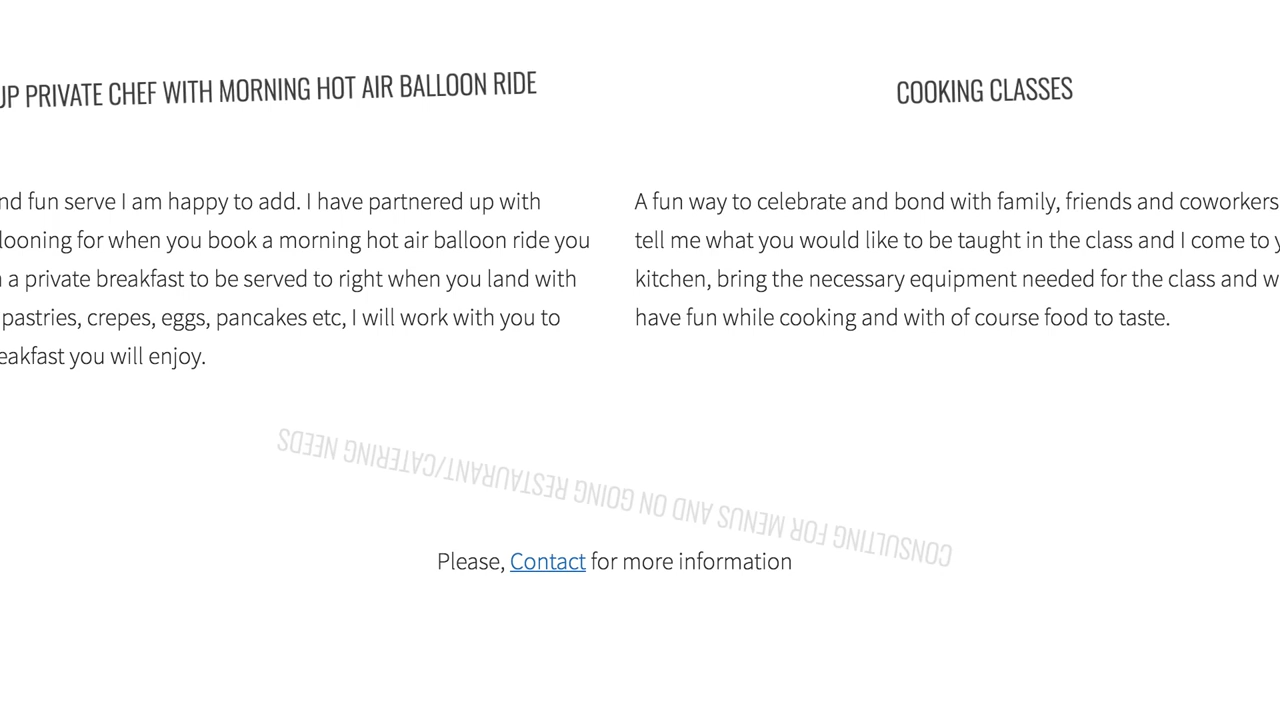 UP PRIVATE CHEF WITH MORNING HOT AIR BALLOON RIDE
nd fun serve I am happy to add. I have partnered up with
looning for when you book a morning hot air balloon ride you
a private breakfast to be served to right when you land with
pastries, crepes, eggs, pancakes etc, I will work with you to
eakfast you will enjoy.
COOKING CLASSES
A fun way to celebrate and bond with family, friends and coworkers
tell me what you would like to be taught in the class and I come to
kitchen, bring the necessary equipment needed for the class and
have fun while cooking and with of course food to taste.
CONSULTING FOR MENUS AND ON GOING RESTAURANT/CATERING NEEDS
Please, Contact for more information